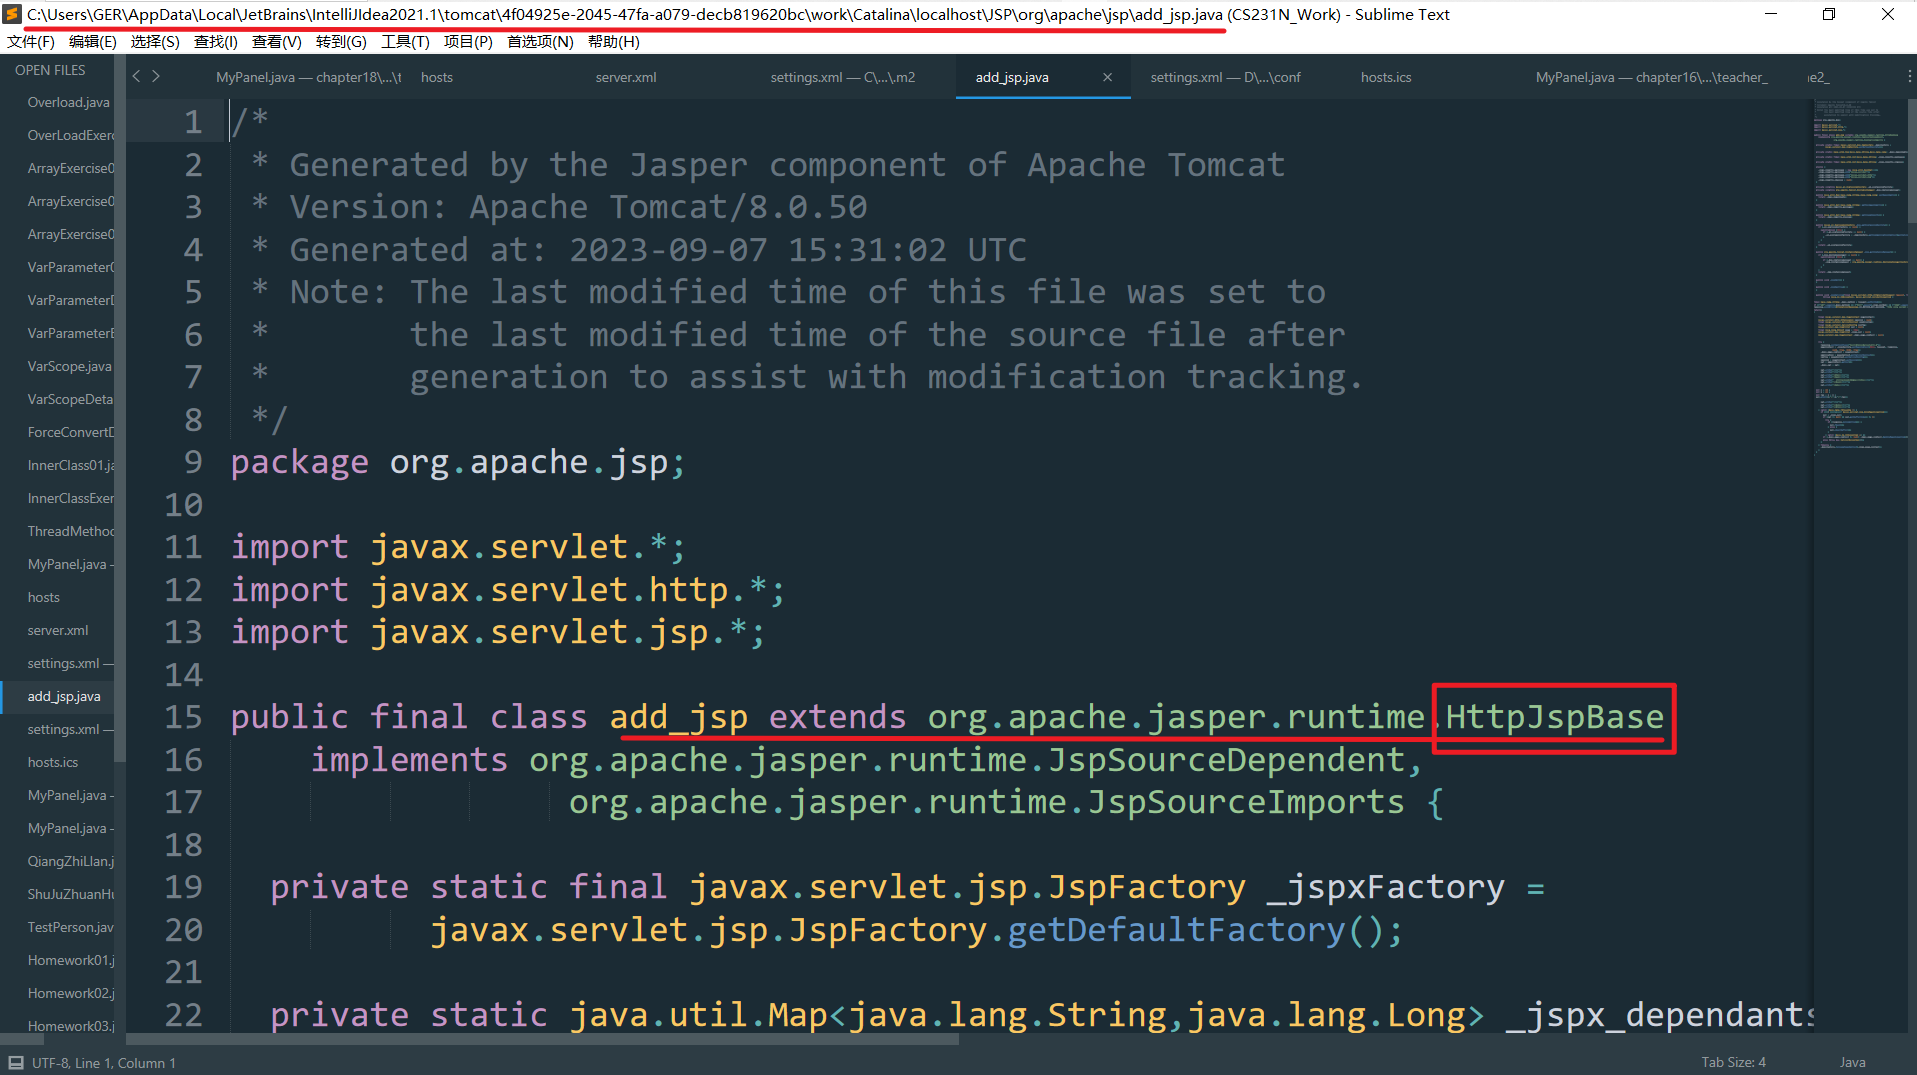 C:\Users\GER\AppData\Local\JetBrains\IntelliJIdea2021.1\tomcat\4f04925e-2045-47fa-a079-decb819620bc\work\Catalina\localhost\JSP\org\apache\jsp\add_jsp.java (CS231N_Work) - Sublime Text
文件(F) 编辑(E) 选择(S) 查找(I) 查看(V) 转到(G) 工具(T) 项目(P) 首选项(N) 帮助(H)
OPEN FILES
Overload.java
OverLoadExerc
ArrayExercise0
ArrayExercise0
ArrayExercise0
VarParameter0
VarParameterD
VarParameterE
VarScope.java
VarScopeDeta
ForceConvertD
InnerClass01.ja
InnerClassExer
ThreadMethod
MyPanel.java -
hosts
server.xml
settings.xml —
add_jsp.java
settings.xml —
hosts.ics
MyPanel.java -
MyPanel.java -
QiangZhiLlan.j
ShuJuZhuanHu
TestPerson.jav
Homework01.j
Homework02.j
Homework03.j
MyPanel.java — chapter18\...\t hosts server.xml settings.xml — C\...\.m2 add_jsp.java × settings.xml — D\...\conf hosts.ics MyPanel.java — chapter16\...\teacher_ ne2_
1 /*
2 * Generated by the Jasper component of Apache Tomcat
3 * Version: Apache Tomcat/8.0.50
4 * Generated at: 2023-09-07 15:31:02 UTC
5 * Note: The last modified time of this file was set to
6 * the last modified time of the source file after
7 * generation to assist with modification tracking.
8 */
9 package org.apache.jsp;
10
11 import javax.servlet.*;
12 import javax.servlet.http.*;
13 import javax.servlet.jsp.*;
14
15 public final class add_jsp extends org.apache.jasper.runtime.HttpJspBase
16 implements org.apache.jasper.runtime.JspSourceDependent,
17 org.apache.jasper.runtime.JspSourceImports {
18
19 private static final javax.servlet.jsp.JspFactory _jspxFactory =
20 javax.servlet.jsp.JspFactory.getDefaultFactory();
21
22 private static java.util.Map<java.lang.String,java.lang.Long> _jspx_dependants
UTF-8, Line 1, Column 1 Tab Size: 4 Java